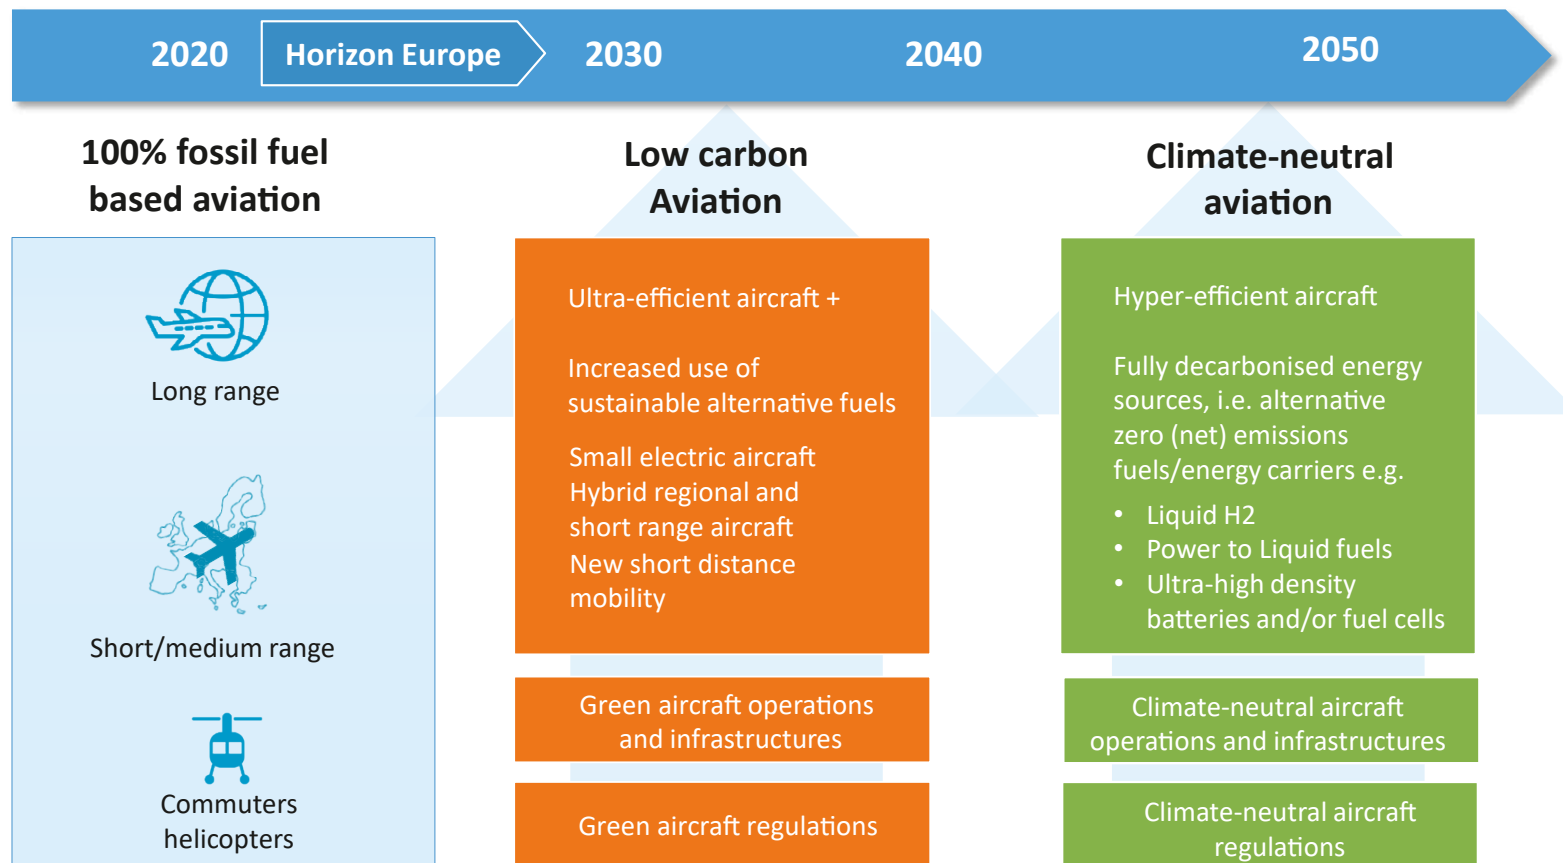 2020
Horizon Europe
2030
2040
2050
100% fossil fuel
based aviation
Long range
Short/medium range
Commuters
helicopters
Low carbon
Aviation
Ultra-efficient aircraft +
Increased use of
sustainable alternative fuels
Small electric aircraft
Hybrid regional and
short range aircraft
New short distance
mobility
Green aircraft operations
and infrastructures
Green aircraft regulations
Climate-neutral
aviation
Hyper-efficient aircraft
Fully decarbonised energy
sources, i.e. alternative
zero (net) emissions
fuels/energy carriers e.g.
• Liquid H2
• Power to Liquid fuels
• Ultra-high density
batteries and/or fuel cells
Climate-neutral aircraft
operations and infrastructures
Climate-neutral aircraft
regulations